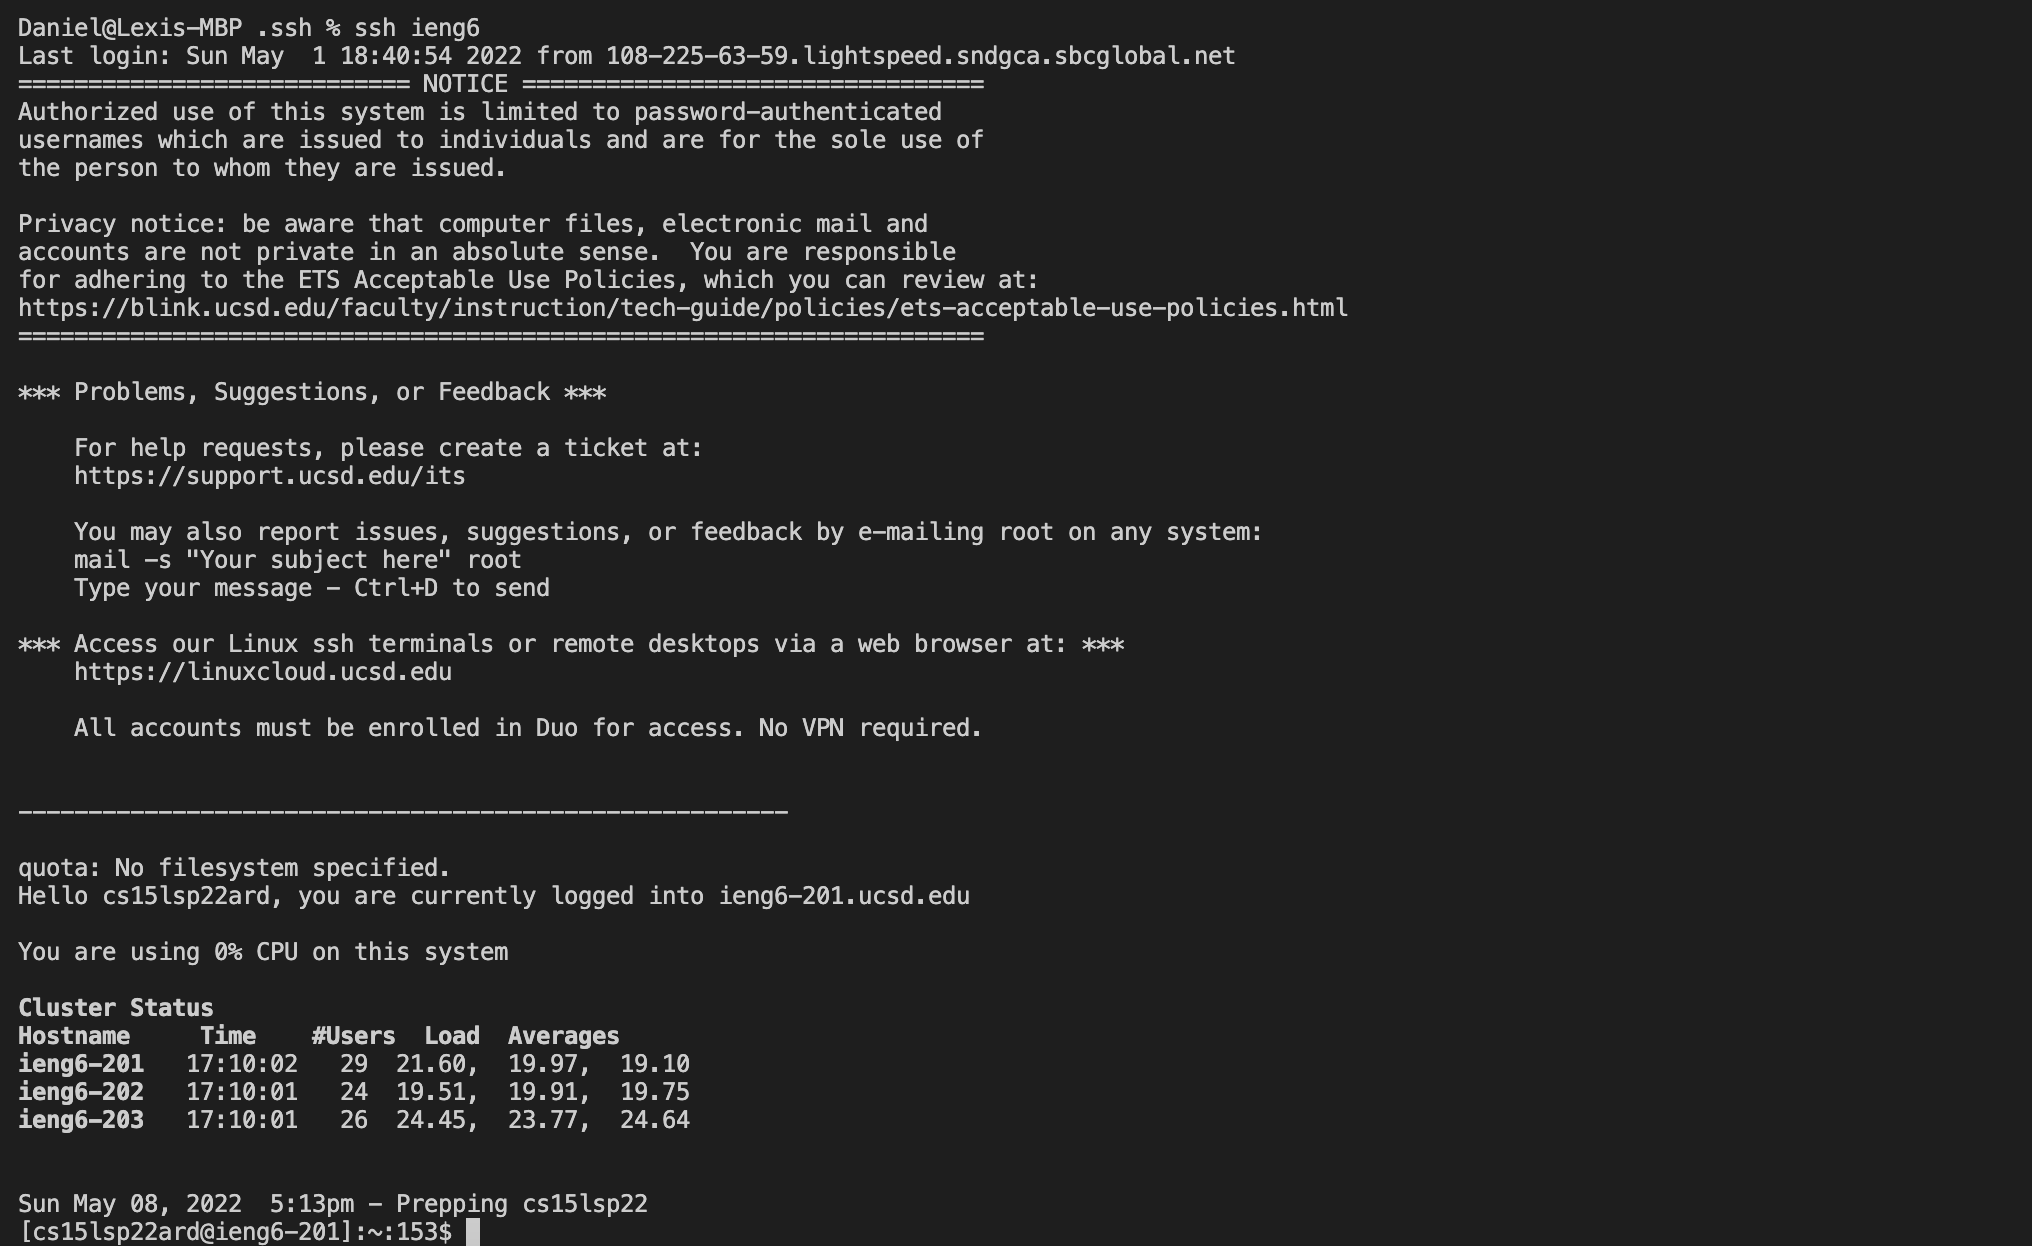 Daniel@Lexis-MBP .ssh % ssh ieng6
Last login: Sun May  1 18:40:54 2022 from 108-225-63-59.lightspeed.sndgca.sbcglobal.net
============================ NOTICE =================================
Authorized use of this system is limited to password-authenticated
usernames which are issued to individuals and are for the sole use of
the person to whom they are issued.

Privacy notice: be aware that computer files, electronic mail and
accounts are not private in an absolute sense.  You are responsible
for adhering to the ETS Acceptable Use Policies, which you can review at:
https://blink.ucsd.edu/faculty/instruction/tech-guide/policies/ets-acceptable-use-policies.html
=====================================================================

*** Problems, Suggestions, or Feedback ***

    For help requests, please create a ticket at:
    https://support.ucsd.edu/its

    You may also report issues, suggestions, or feedback by e-mailing root on any system:
    mail -s "Your subject here" root
    Type your message - Ctrl+D to send

*** Access our Linux ssh terminals or remote desktops via a web browser at: ***
    https://linuxcloud.ucsd.edu

    All accounts must be enrolled in Duo for access. No VPN required.

-------------------------------------------------------

quota: No filesystem specified.
Hello cs15lsp22ard, you are currently logged into ieng6-201.ucsd.edu

You are using 0% CPU on this system

Cluster Status
Hostname     Time    #Users  Load  Averages
ieng6-201   17:10:02   29  21.60,  19.97,  19.10
ieng6-202   17:10:01   24  19.51,  19.91,  19.75
ieng6-203   17:10:01   26  24.45,  23.77,  24.64

Sun May 08, 2022  5:13pm - Prepping cs15lsp22
[cs15lsp22ard@ieng6-201]:~:153$